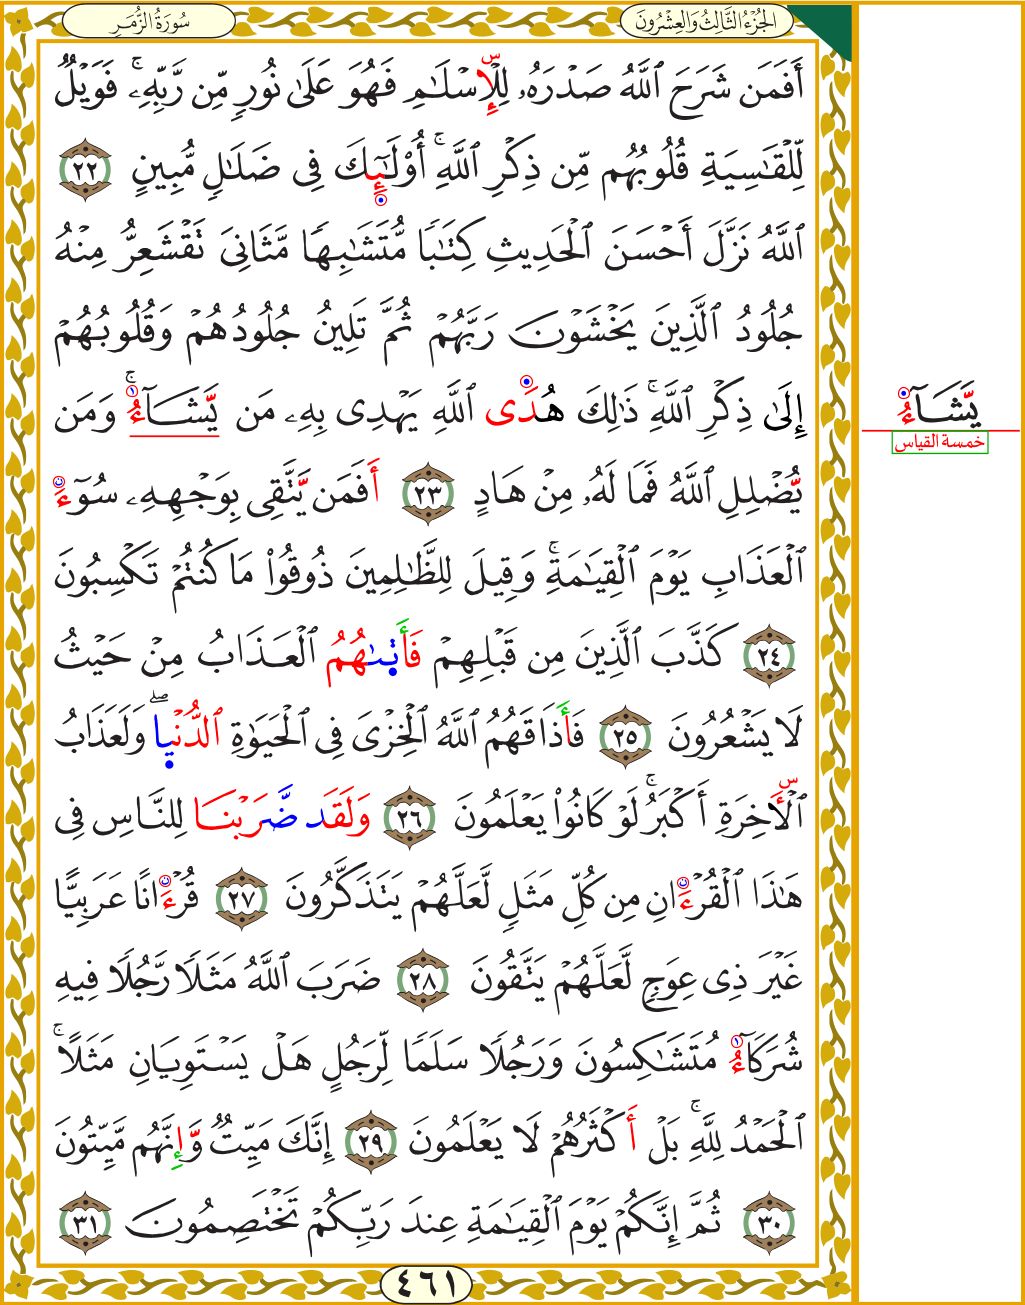 الجُزْءُ الثَّالِثُ وَالعِشْرُونَ
سُورَةُ الزُّمَرِ
أَفَمَن شَرَحَ ٱللَّهُ صَدْرَهُۥ لِلْإِسْلَـٰمِ فَهُوَ عَلَىٰ نُورٍ مِّن رَّبِّهِۦ ۚ فَوَيْلٌ
لِّلْقَـٰسِيَةِ قُلُوبُهُم مِّن ذِكْرِ ٱللَّهِ ۚ أُو۟لَـٰٓئِكَ فِى ضَلَـٰلٍ مُّبِينٍ ٢٢
ٱللَّهُ نَزَّلَ أَحْسَنَ ٱلْحَدِيثِ كِتَـٰبًا مُّتَشَـٰبِهًا مَّثَانِىَ تَقْشَعِرُّ مِنْهُ
جُلُودُ ٱلَّذِينَ يَخْشَوْنَ رَبَّهُمْ ثُمَّ تَلِينُ جُلُودُهُمْ وَقُلُوبُهُمْ
إِلَىٰ ذِكْرِ ٱللَّهِ ۚ ذَٰلِكَ هُدَى ٱللَّهِ يَهْدِى بِهِۦ مَن يَّشَآءُ ۚ وَمَن
يُّضْلِلِ ٱللَّهُ فَمَا لَهُۥ مِنْ هَادٍ ٢٣ أَفَمَن يَّتَّقِى بِوَجْهِهِۦ سُوٓءَ
ٱلْعَذَابِ يَوْمَ ٱلْقِيَـٰمَةِ ۚ وَقِيلَ لِلظَّـٰلِمِينَ ذُوقُوا۟ مَا كُنتُمْ تَكْسِبُونَ
٢٤ كَذَّبَ ٱلَّذِينَ مِن قَبْلِهِمْ فَأَتَىٰهُمُ ٱلْعَذَابُ مِنْ حَيْثُ
لَا يَشْعُرُونَ ٢٥ فَأَذَاقَهُمُ ٱللَّهُ ٱلْخِزْىَ فِى ٱلْحَيَوٰةِ ٱلدُّنْيَا ۖ وَلَعَذَابُ
ٱلْأَخِرَةِ أَكْبَرُ ۚ لَوْ كَانُوا۟ يَعْلَمُونَ ٢٦ وَلَقَد ضَّرَبْنَا لِلنَّاسِ فِى
هَـٰذَا ٱلْقُرْءَانِ مِن كُلِّ مَثَلٍ لَّعَلَّهُمْ يَتَذَكَّرُونَ ٢٧ قُرْءَانًا عَرَبِيًّا
غَيْرَ ذِى عِوَجٍ لَّعَلَّهُمْ يَتَّقُونَ ٢٨ ضَرَبَ ٱللَّهُ مَثَلًا رَّجُلًا فِيهِ
شُرَكَآءُ مُتَشَـٰكِسُونَ وَرَجُلًا سَلَمًا لِّرَجُلٍ هَلْ يَسْتَوِيَانِ مَثَلًا ۚ
ٱلْحَمْدُ لِلَّهِ ۚ بَلْ أَكْثَرُهُمْ لَا يَعْلَمُونَ ٢٩ إِنَّكَ مَيِّتٌ وَّإِنَّهُم مَّيِّتُونَ
٣٠ ثُمَّ إِنَّكُمْ يَوْمَ ٱلْقِيَـٰمَةِ عِندَ رَبِّكُمْ تَخْتَصِمُونَ ٣١
٤٦١
يَّشَآءُ
خمسة القياس